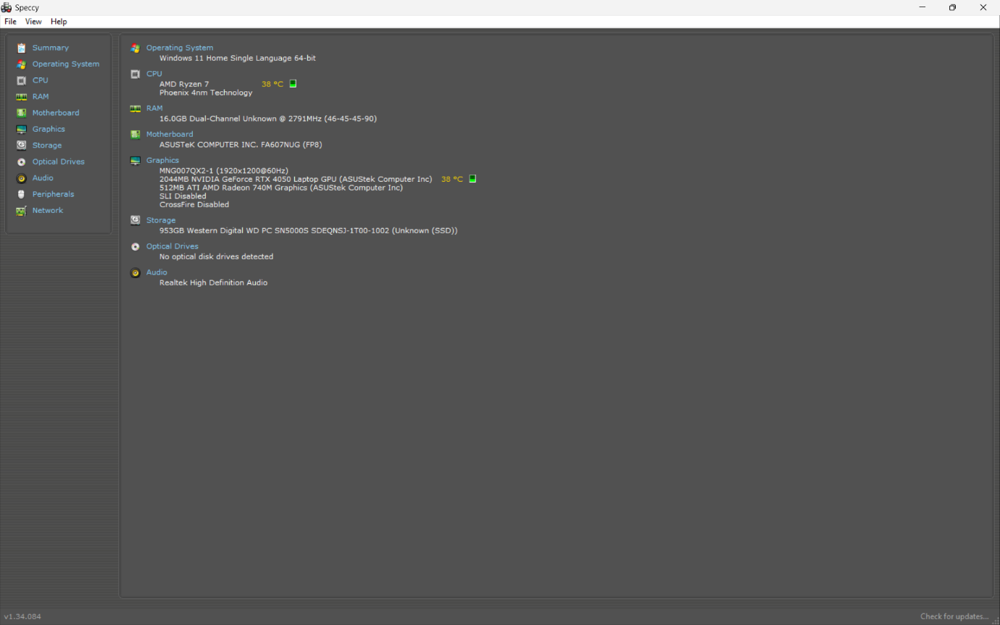 Speccy
File View Help
Summary
Operating System
CPU
RAM
Motherboard
Graphics
Storage
Optical Drives
Audio
Peripherals
Network
Operating System
Windows 11 Home Single Language 64-bit
CPU
AMD Ryzen 7 38 °C
Phoenix 4nm Technology
RAM
16.0GB Dual-Channel Unknown @ 2791MHz (46-45-45-90)
Motherboard
ASUSTeK COMPUTER INC. FA607NUG (FP8)
Graphics
MNG007QX2-1 (1920x1200@60Hz)
2044MB NVIDIA GeForce RTX 4050 Laptop GPU (ASUStek Computer Inc) 38 °C
512MB ATI AMD Radeon 740M Graphics (ASUStek Computer Inc)
SLI Disabled
CrossFire Disabled
Storage
953GB Western Digital WD PC SN5000S SDEQNSJ-1T00-1002 (Unknown (SSD))
Optical Drives
No optical disk drives detected
Audio
Realtek High Definition Audio
v1.34.084
Check for updates...